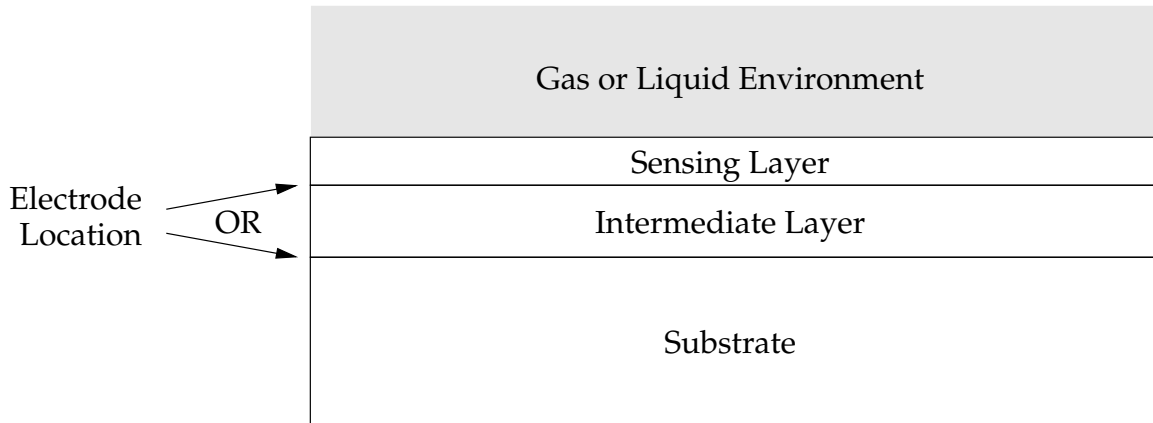 Gas or Liquid Environment
Sensing Layer
Electrode
Location
OR
Intermediate Layer
Substrate